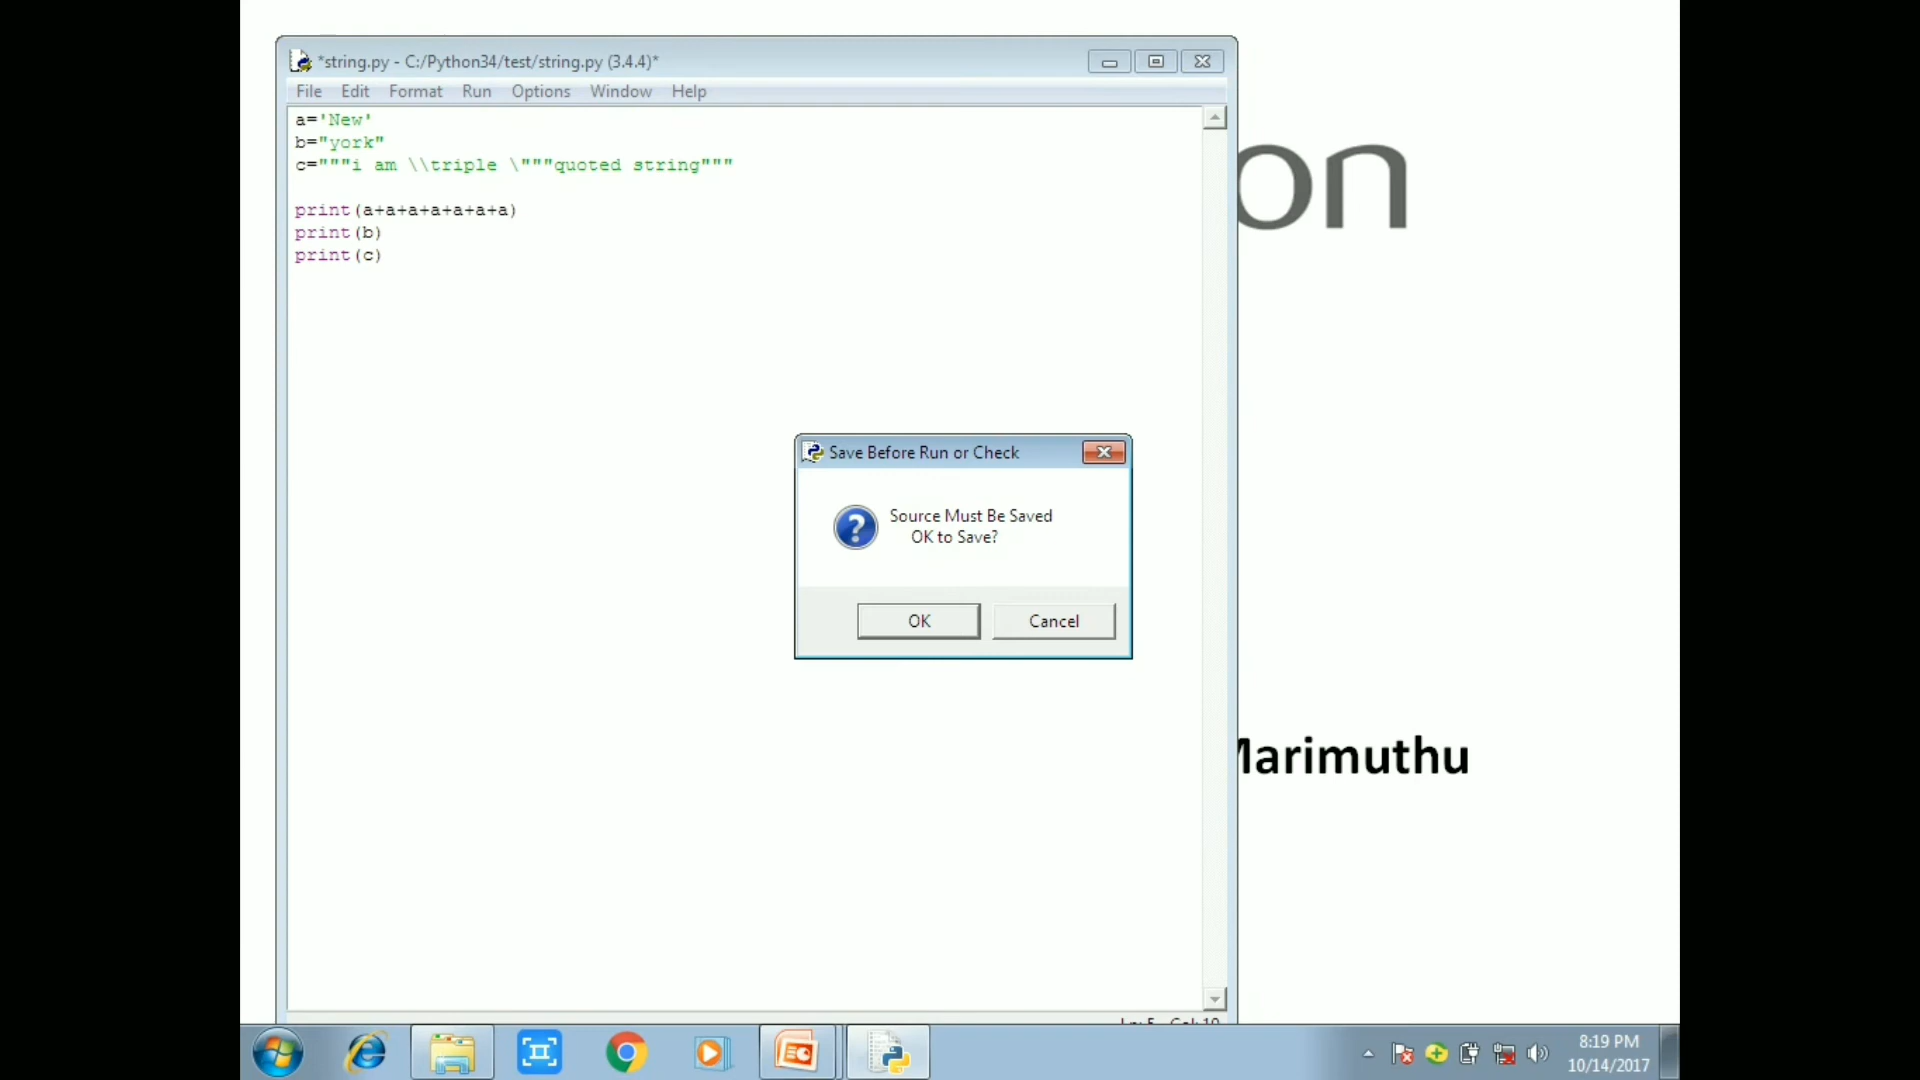 *string.py - C:/Python34/test/string.py (3.4.4)*
File Edit Format Run Options Window Help
a='New'
b="york"
c="""i am \\triple \"""quoted string"""
print(a+a+a+a+a+a+a)
print(b)
print(c)
on
Save Before Run or Check
Source Must Be Saved
OK to Save?
OK Cancel
Marimuthu
8:19 PM
10/14/2017